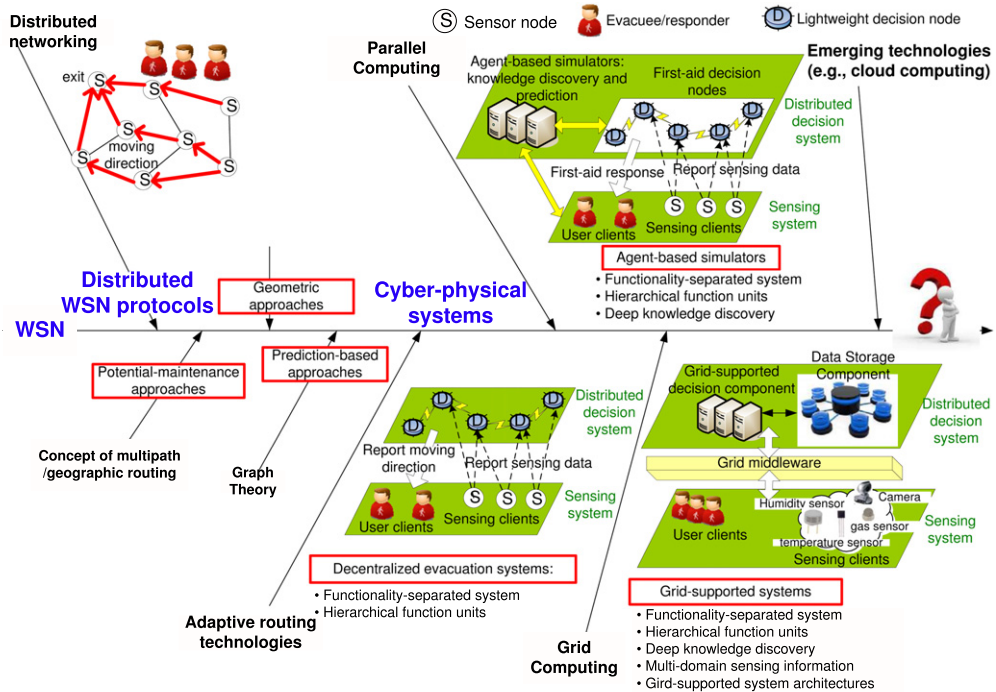 Distributed
networking
S Sensor node
Evacuee/responder
D Lightweight decision node
Parallel
Computing
Emerging technologies
(e.g., cloud computing)
exit
S
S
S
S
S
S
S
S
moving
direction
Agent-based simulators:
knowledge discovery and
prediction
First-aid decision
nodes
D
D
D
D
D
Distributed
decision
system
First-aid response
Report sensing data
S
S
S
User clients
Sensing clients
Sensing
system
Agent-based simulators
• Functionality-separated system
• Hierarchical function units
• Deep knowledge discovery
WSN
Distributed
WSN protocols
Geometric
approaches
Cyber-physical
systems
?
Potential-maintenance
approaches
Prediction-based
approaches
Concept of multipath
/geographic routing
Graph
Theory
D
D
D
D
D
Distributed
decision
system
Report moving
direction
Report sensing data
S
S
S
User clients
Sensing clients
Sensing
system
Decentralized evacuation systems:
• Functionality-separated system
• Hierarchical function units
Adaptive routing
technologies
Grid-supported
decision component
Data Storage
Component
Distributed
decision
system
Grid middleware
Humidity sensor
Camera
gas sensor
temperature sensor
User clients
Sensing clients
Sensing
system
Grid-supported systems
• Functionality-separated system
• Hierarchical function units
• Deep knowledge discovery
• Multi-domain sensing information
• Gird-supported system architectures
Grid
Computing